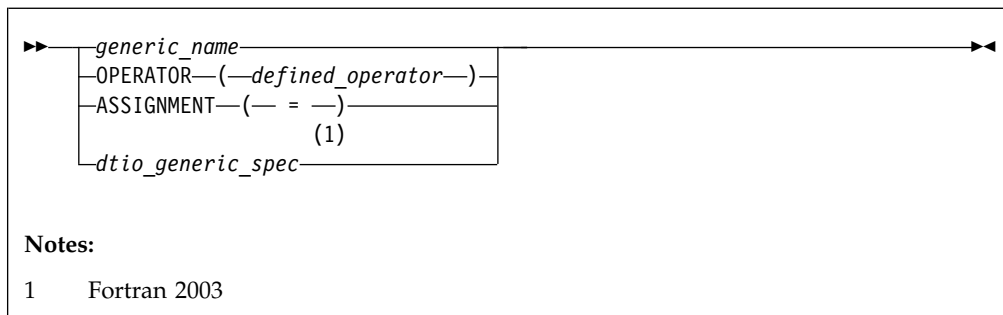 generic_name
OPERATOR ( defined_operator )
ASSIGNMENT ( = )
(1)
dtio_generic_spec
Notes:
1 Fortran 2003